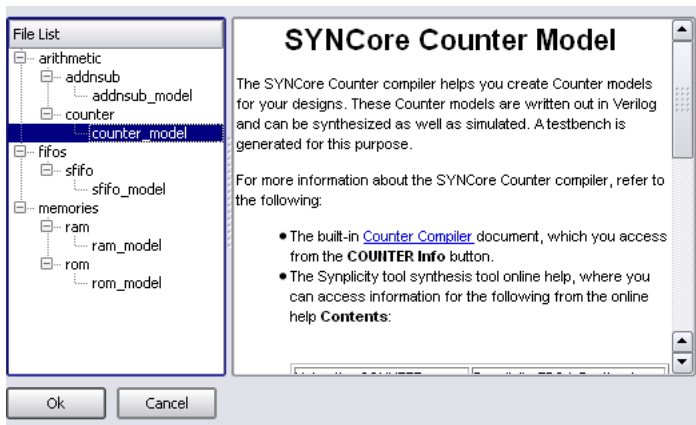 File List
arithmetic
addnsub
addnsub_model
counter
counter_model
fifos
sfifo
sfifo_model
memories
ram
ram_model
rom
rom_model
SYNCore Counter Model
The SYNCore Counter compiler helps you create Counter models
for your designs. These Counter models are written out in Verilog
and can be synthesized as well as simulated. A testbench is
generated for this purpose.
For more information about the SYNCore Counter compiler, refer to
the following:
• The built-in Counter Compiler document, which you access
from the COUNTER Info button.
• The Synplicity tool synthesis tool online help, where you
can access information for the following from the online
help Contents:
Ok
Cancel